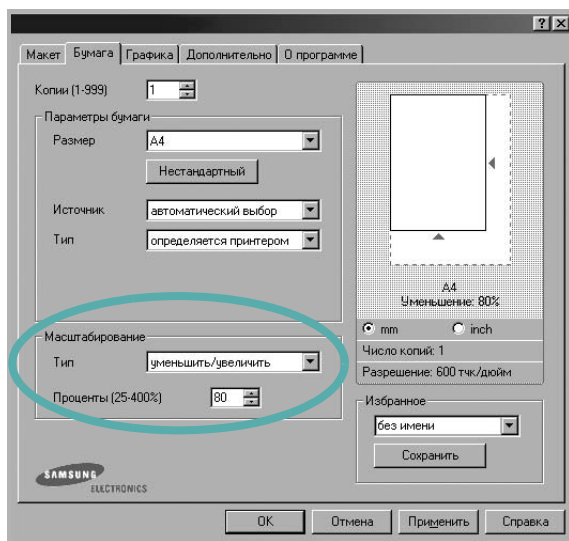 Макет Бумага Графика Дополнительно О программе
Копии (1-999) 1
Параметры бумаги
Размер A4
Нестандартный
Источник автоматический выбор
Тип определяется принтером
Масштабирование
Тип уменьшить/увеличить
Проценты (25-400%) 80
SAMSUNG
ELECTRONICS
A4
Уменьшение: 80%
mm inch
Число копий: 1
Разрешение: 600 тчк/дюйм
Избранное
без имени
Сохранить
OK Отмена Применить Справка